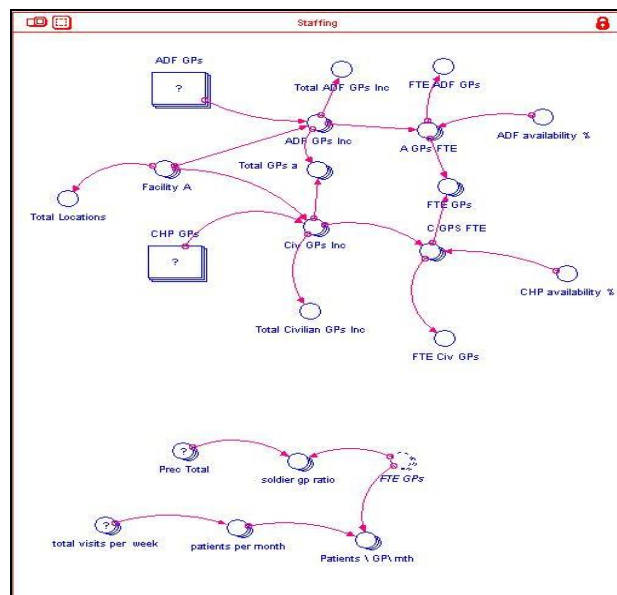 Staffing
ADF GPs
?
Total ADF GPs Inc
FTE ADF GPs
ADF GPs Inc
A GPs FTE
ADF availability %
Total GPs a
Facility A
FTE GPs
Total Locations
CHP GPs
?
Civ GPs Inc
C GPS FTE
CHP availability %
Total Civilian GPs Inc
FTE Civ GPs
?
Prec Total
soldier gp ratio
FTE GPs
?
total visits per week
patients per month
Patients \ GP\ mth